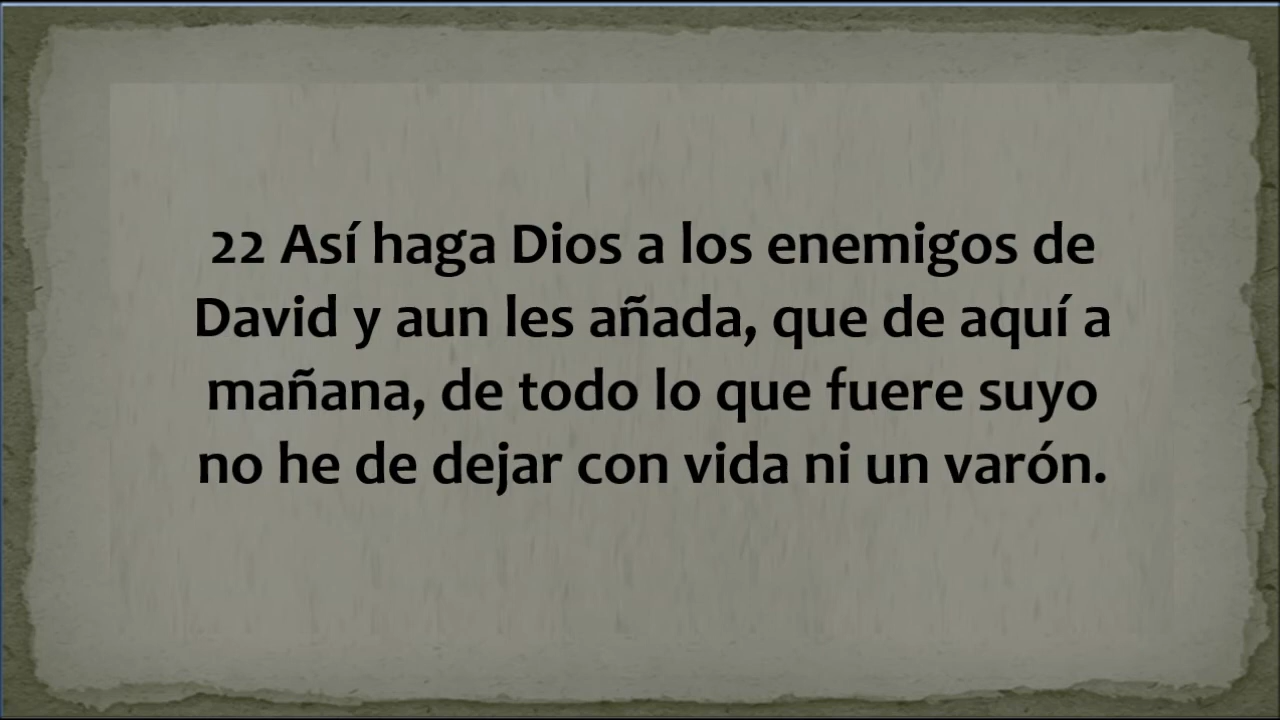 22 Así haga Dios a los enemigos de
David y aun les añada, que de aquí a
mañana, de todo lo que fuere suyo
no he de dejar con vida ni un varón.